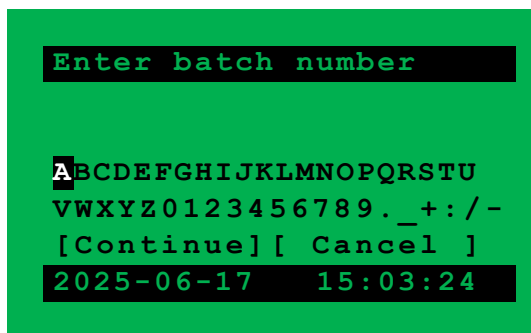 Enter batch number
ABCDEFGHIJKLMNOPQRSTU
VWXYZ0123456789._+:/-
[Continue][ Cancel ]
2025-06-17   15:03:24